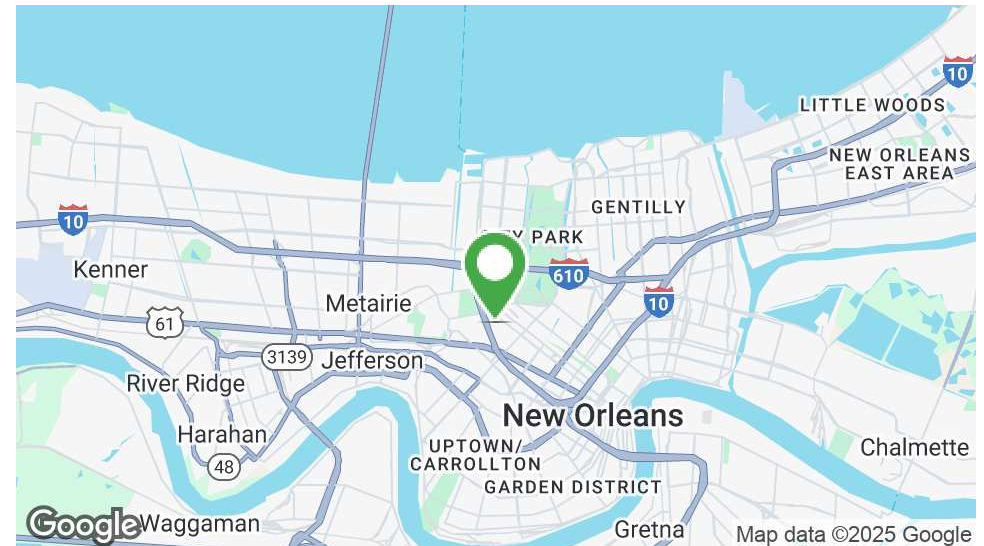 10
LITTLE WOODS
NEW ORLEANS
EAST AREA
GENTILLY
10
PARK
Kenner
610
Metairie
10
61
3139
Jefferson
River Ridge
New Orleans
Harahan
UPTOWN/
CARROLLTON
Chalmette
48
GARDEN DISTRICT
Google
Waggaman
Gretna
Map data ©2025 Google